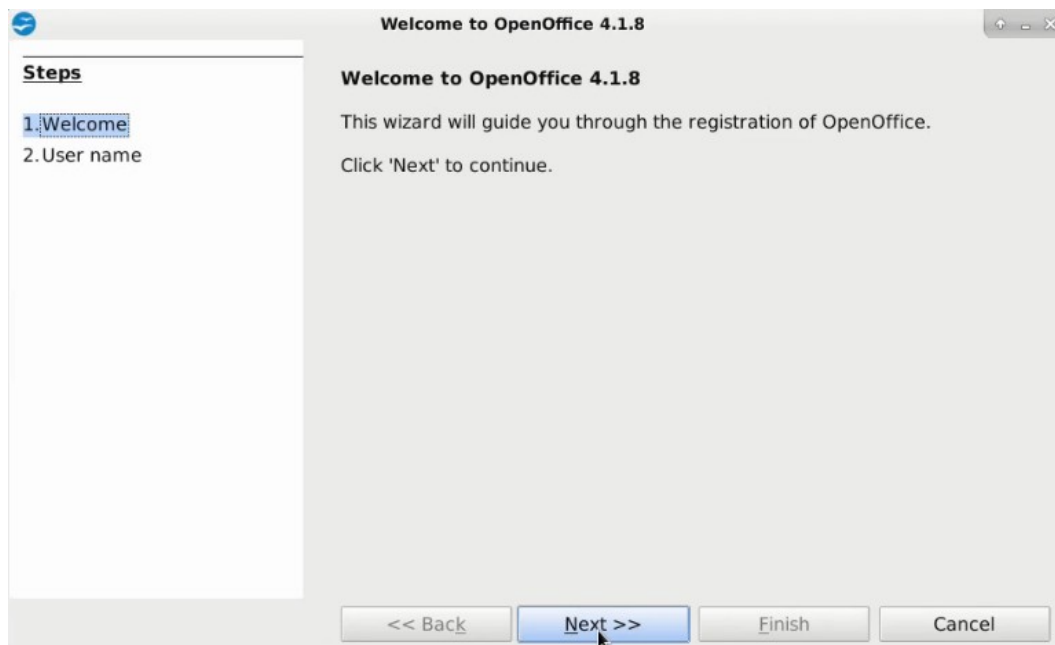 Welcome to OpenOffice 4.1.8
Steps
1. Welcome
2. User name
Welcome to OpenOffice 4.1.8
This wizard will guide you through the registration of OpenOffice.
Click 'Next' to continue.
<< Back Next >> Finish Cancel